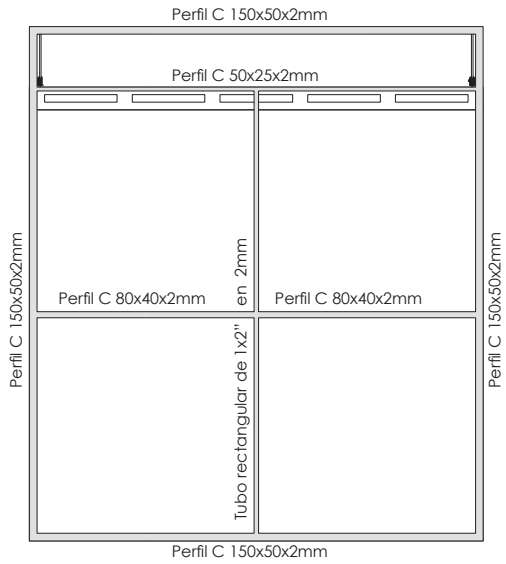 Perfil C 150x50x2mm
Perfil C 50x25x2mm
Perfil C 150x50x2mm
Perfil C 80x40x2mm
Tubo rectangular de 1x2" en 2mm
Perfil C 80x40x2mm
Perfil C 150x50x2mm
Perfil C 150x50x2mm